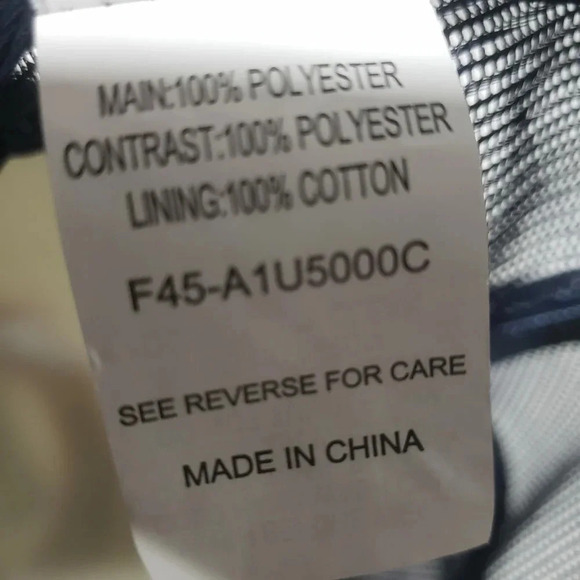 MAIN:100% POLYESTER
CONTRAST:100% POLYESTER
LINING:100% COTTON
F45-A1U5000C
SEE REVERSE FOR CARE
MADE IN CHINA